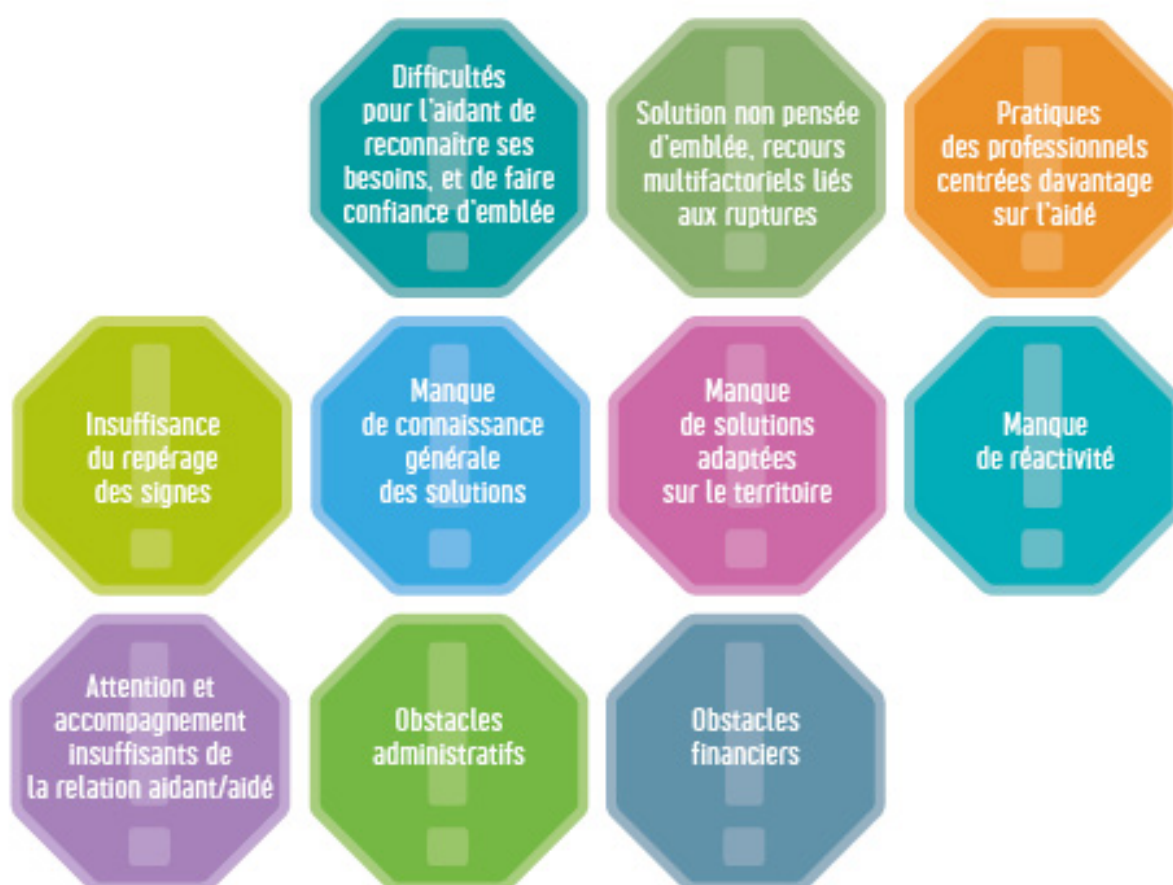 Difficultés
pour l'aidant de
reconnaître ses
besoins, et de faire
confiance d'emblée
Solution non pensée
d'emblée, recours
multifactoriels liés
aux ruptures
Pratiques
des professionnels
centrées davantage
sur l'aidé
Insuffisance
du repérage
des signes
Manque
de connaissance
générale
des solutions
Manque
de solutions
adaptées
sur le territoire
Manque
de réactivité
Attention et
accompagnement
insuffisants de
la relation aidant/aidé
Obstacles
administratifs
Obstacles
financiers